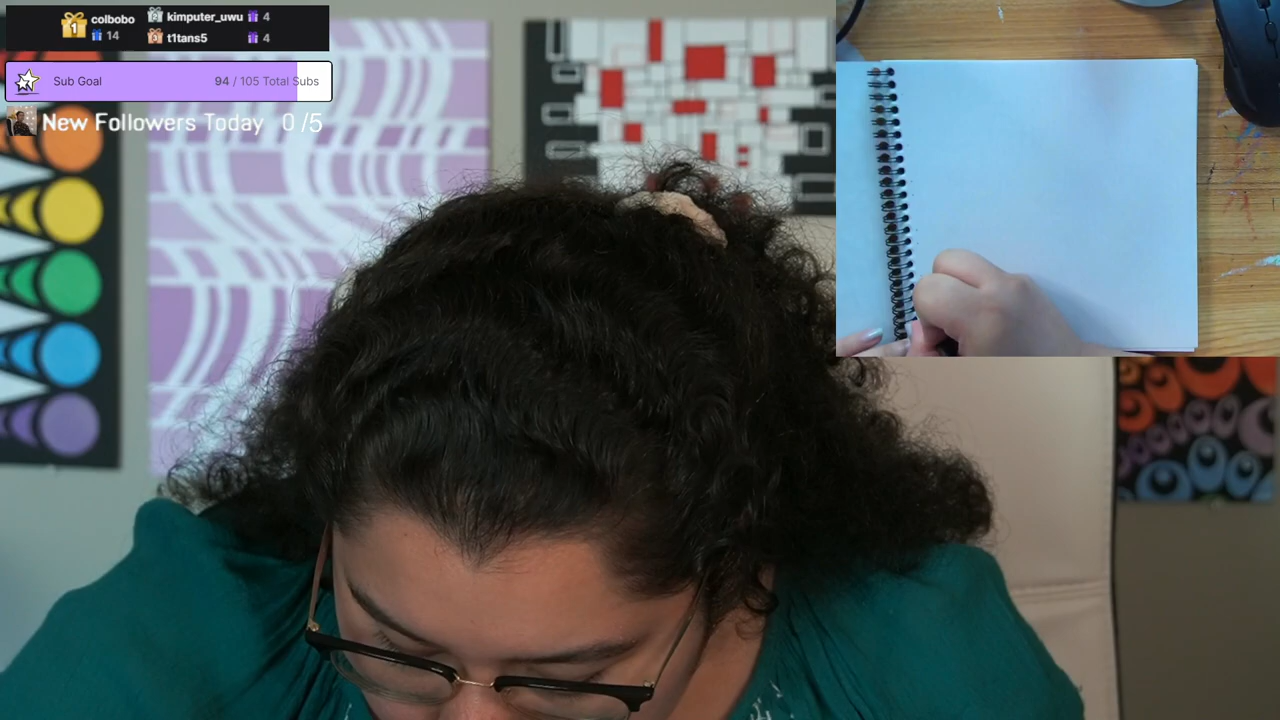 colbobo
14
kimputer_uwu 4
t1tans5 4
Sub Goal 94 / 105 Total Subs
New Followers Today 0 /5